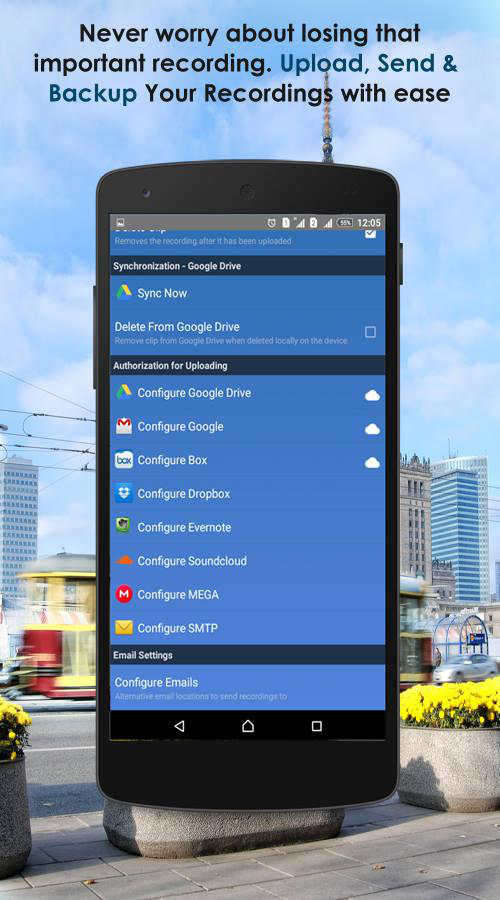 Never worry about losing that
important recording. Upload, Send &
Backup Your Recordings with ease
1 2 55% 12:05
Delete Clip
Removes the recording after it has been uploaded
Synchronization - Google Drive
Sync Now
Delete From Google Drive
Remove clip from Google Drive when deleted locally on the device
Authorization for Uploading
Configure Google Drive
Configure Google
box Configure Box
Configure Dropbox
Configure Evernote
Configure Soundcloud
M Configure MEGA
Configure SMTP
Email Settings
Configure Emails
Alternative email locations to send recordings to